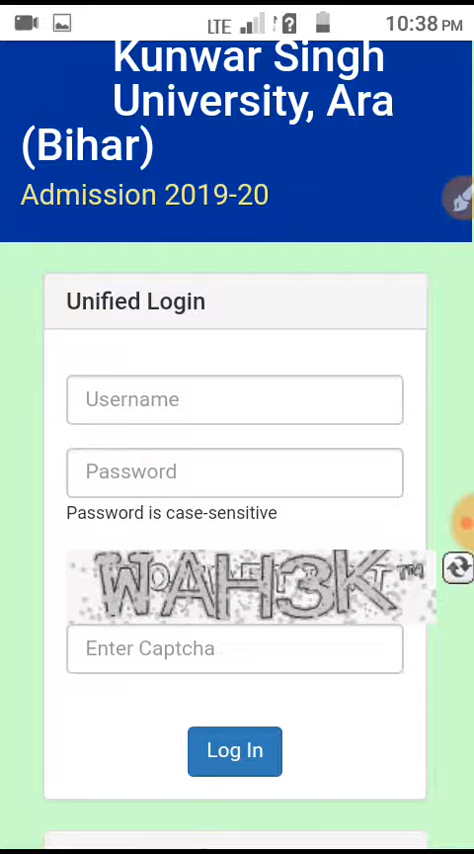 LTE
10:38 PM
Kunwar Singh
University, Ara
(Bihar)
Admission 2019-20
Unified Login
Username
Password
Password is case-sensitive
WAH3K
Enter Captcha
Log In